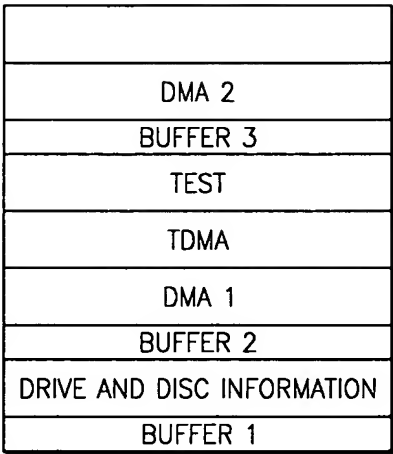 DMA 2
BUFFER 3
TEST
TDMA
DMA 1
BUFFER 2
DRIVE AND DISC INFORMATION
BUFFER 1